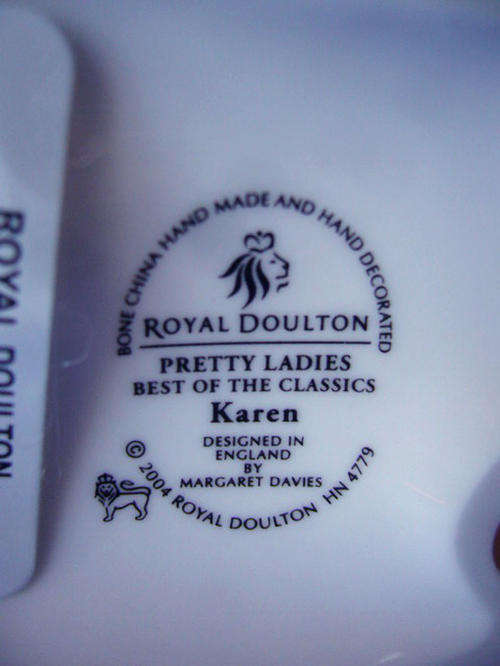 BONE CHINA HAND MADE AND HAND DECORATED
ROYAL DOULTON
PRETTY LADIES
BEST OF THE CLASSICS
Karen
DESIGNED IN
ENGLAND
BY
MARGARET DAVIES
© 2004 ROYAL DOULTON HN 4779
ROYAL DOULTON